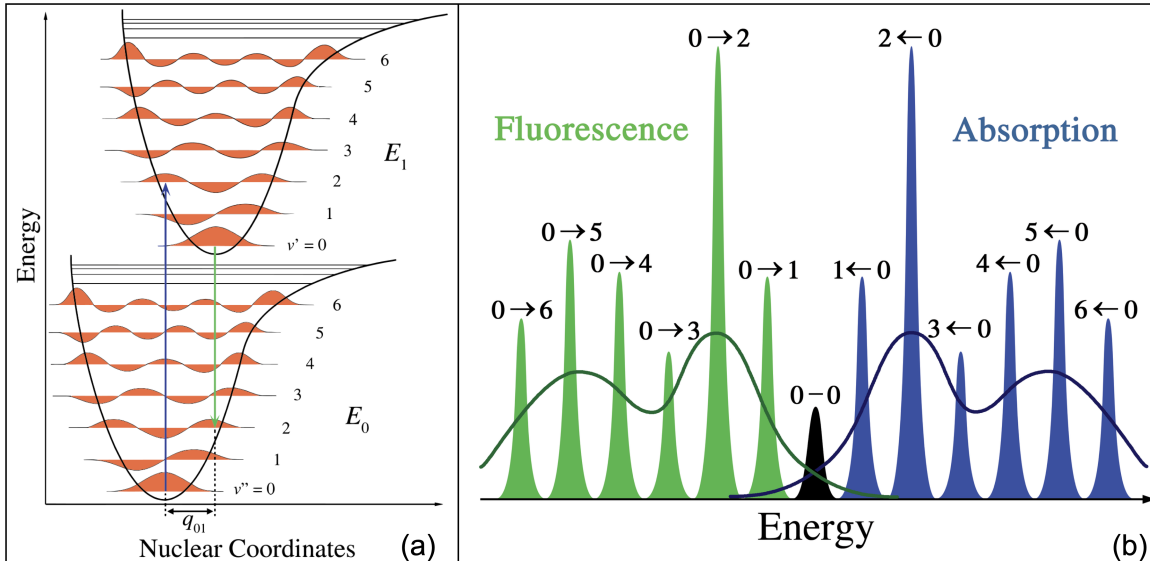 Energy
6
5
4
3
E1
2
1
v' = 0
6
5
4
3
E0
2
1
v'' = 0
q01
Nuclear Coordinates
(a)
0→2
2←0
Fluorescence
Absorption
0→5
5←0
0→4
4←0
0→1
1←0
0→6
6←0
0→3
3←0
0-0
Energy
(b)